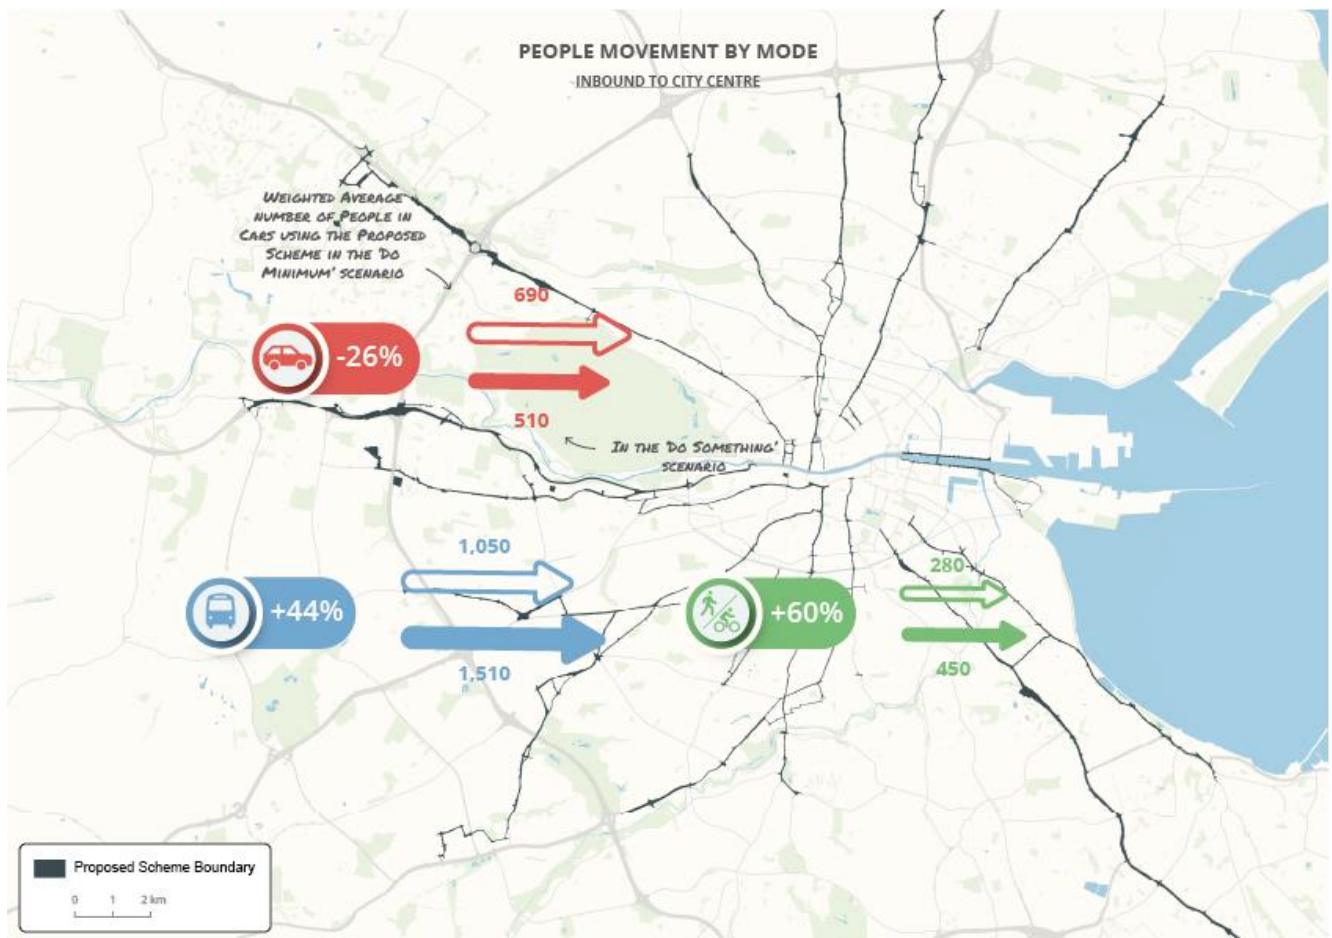 PEOPLE MOVEMENT BY MODE
INBOUND TO CITY CENTRE
WEIGHTED AVERAGE
NUMBER OF PEOPLE IN
CARS USING THE PROPOSED
SCHEME IN THE 'DO
MINIMUM' SCENARIO
690
-26%
510
IN THE 'DO SOMETHING'
SCENARIO
1,050
+44%
1,510
280
+60%
450
Proposed Scheme Boundary
0 1 2 km